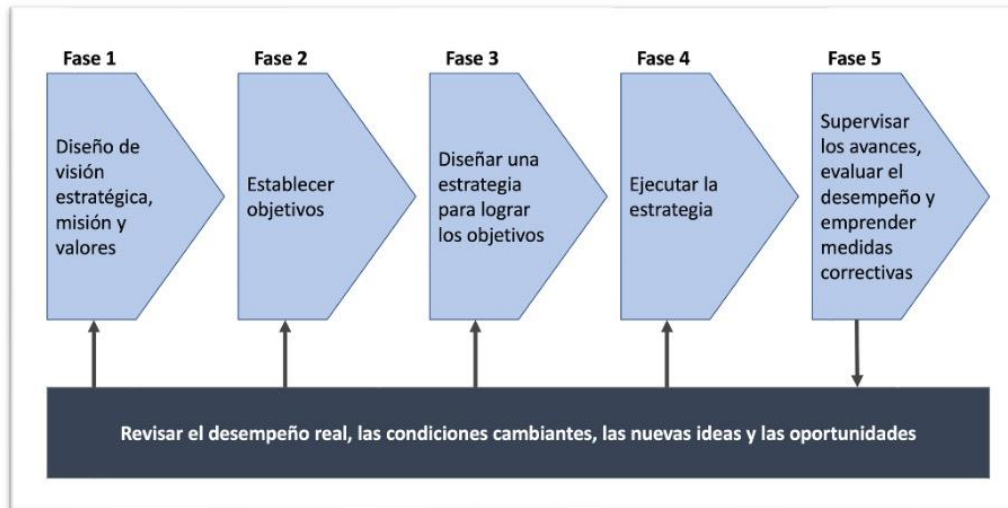 Fase 1
Diseño de
visión
estratégica,
misión y
valores
Fase 2
Establecer
objetivos
Fase 3
Diseñar una
estrategia
para lograr
los objetivos
Fase 4
Ejecutar la
estrategia
Fase 5
Supervisar
los avances,
evaluar el
desempeño y
emprender
medidas
correctivas
Revisar el desempeño real, las condiciones cambiantes, las nuevas ideas y las oportunidades